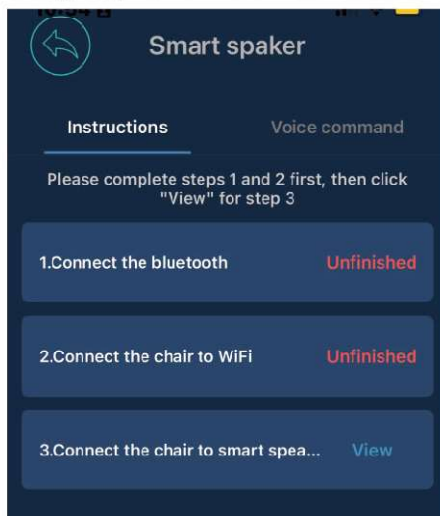 Smart spaker
Instructions
Voice command
Please complete steps 1 and 2 first, then click
"View" for step 3
1.Connect the bluetooth
Unfinished
2.Connect the chair to WiFi
Unfinished
3.Connect the chair to smart spea...
View